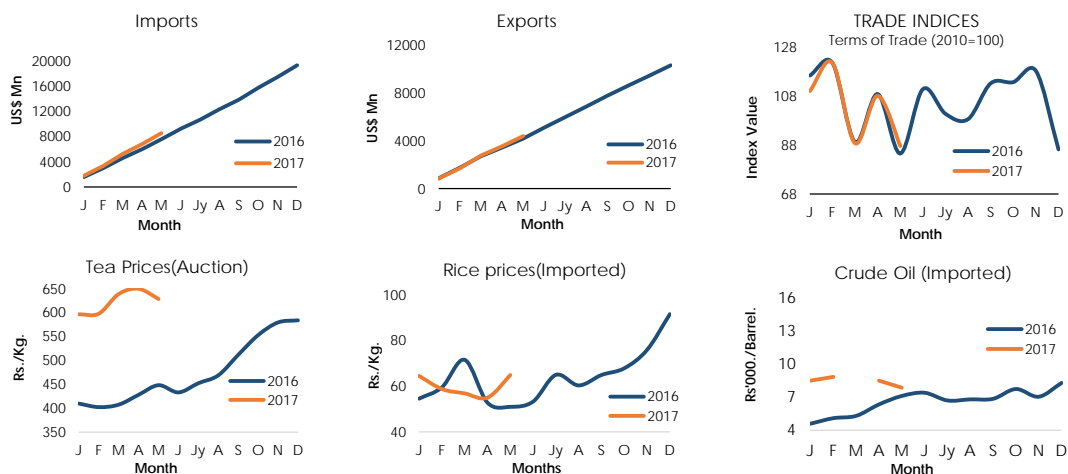 Imports
US$ Mn
20000
16000
12000
8000
4000
0
2016
2017
J F M A M J Jy A S O N D
Month
Exports
US$ Mn
12000
8000
4000
0
2016
2017
J F M A M J Jy A S O N D
Month
TRADE INDICES
Terms of Trade (2010=100)
Index Value
128
108
88
68
2016
2017
J F M A M J Jy A S O N D
Month
Tea Prices(Auction)
Rs./Kg.
650
600
550
500
450
400
350
2016
2017
J F M A M J Jy A S O N D
Month
Rice prices(Imported)
Rs./Kg.
100
80
60
40
2016
2017
J F M A M J Jy A S O N D
Months
Crude Oil (Imported)
Rs'000./Barrel.
16
13
10
7
4
2016
2017
J F M A M J Jy A S O N D
Month